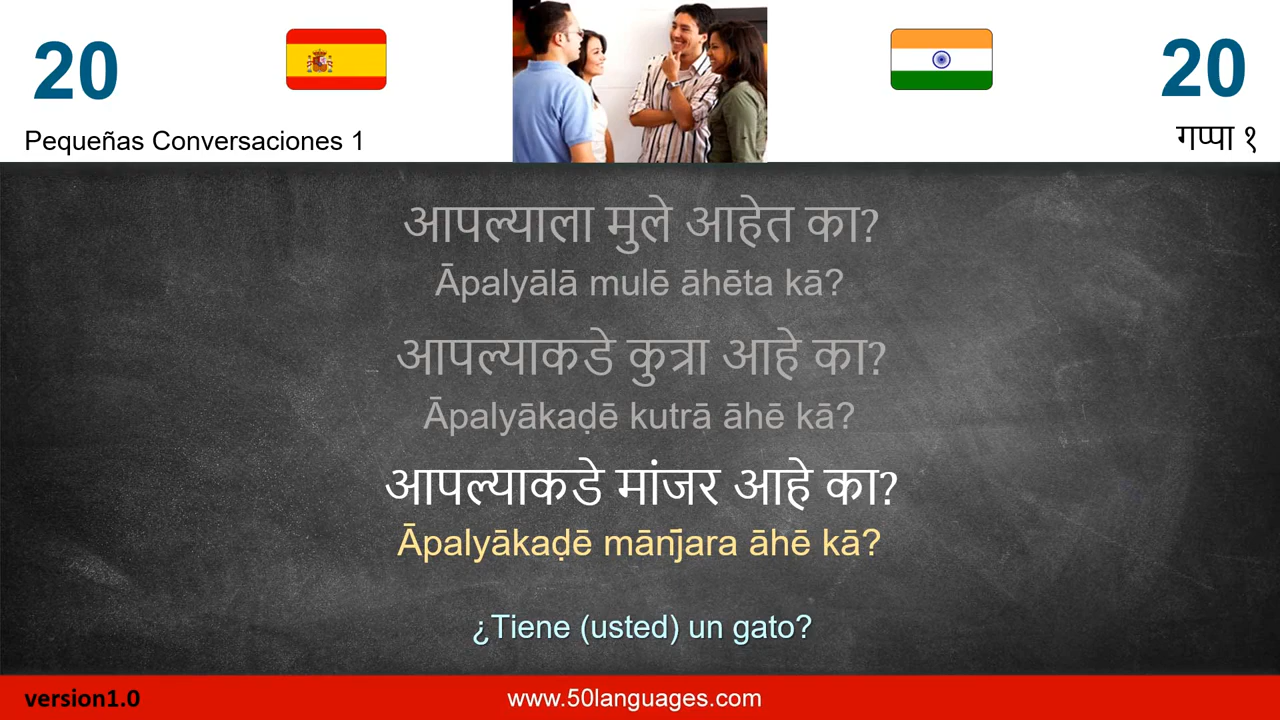 20
20
Pequeñas Conversaciones 1
गप्पा १
आपल्याला मुले आहेत का?
Āpalyālā mulē āhēta kā?
आपल्याकडे कुत्रा आहे का?
Āpalyākaḍē kutrā āhē kā?
आपल्याकडे मांजर आहे का?
Āpalyākaḍē mān̄jara āhē kā?
¿Tiene (usted) un gato?
version1.0
www.50languages.com